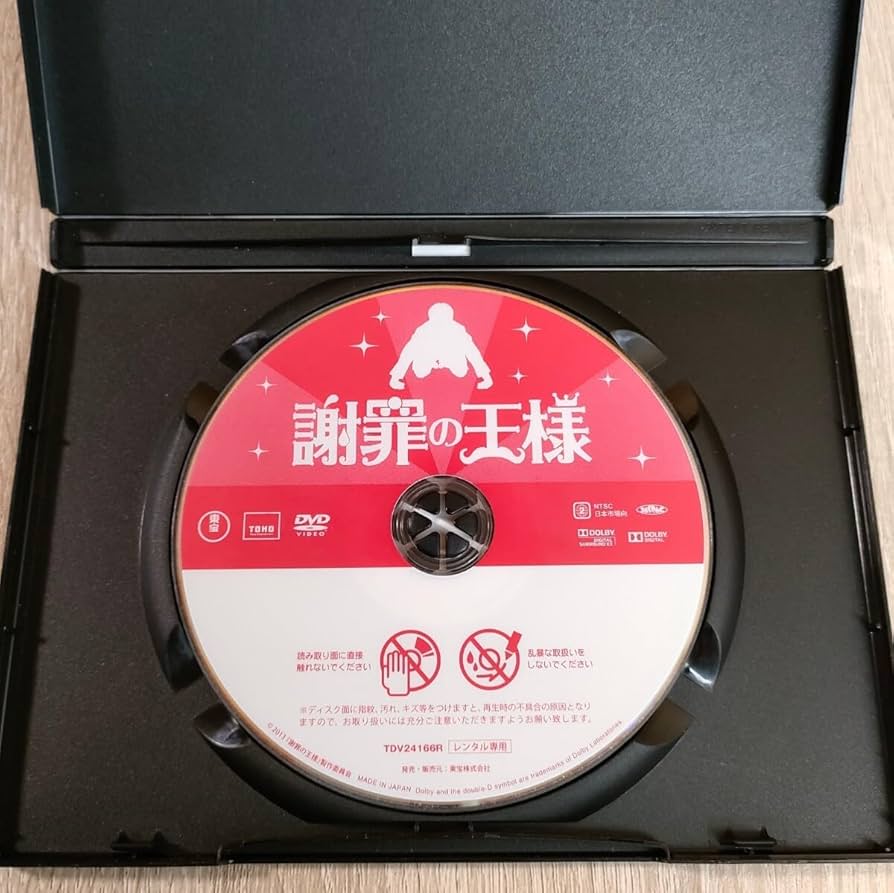 謝罪の王様
東宝
TOHO
DVD
VIDEO
2
NTSC
日本市場向
DOLBY
DIGITAL
SURROUND EX
DOLBY
読み取り面に直接
触れないでください
乱暴な取扱いを
しないでください
※ディスク面に指紋、汚れ、キズ等をつけますと、再生時の不具合の原因となり
ますので、お取り扱いには充分ご注意いただきますようお願い致します。
TDV24166R レンタル専用
発売・販売元：東宝株式会社
©2013「謝罪の王様」製作委員会 MADE IN JAPAN Dolby and the double-D symbol are trademarks of Dolby Laboratories.